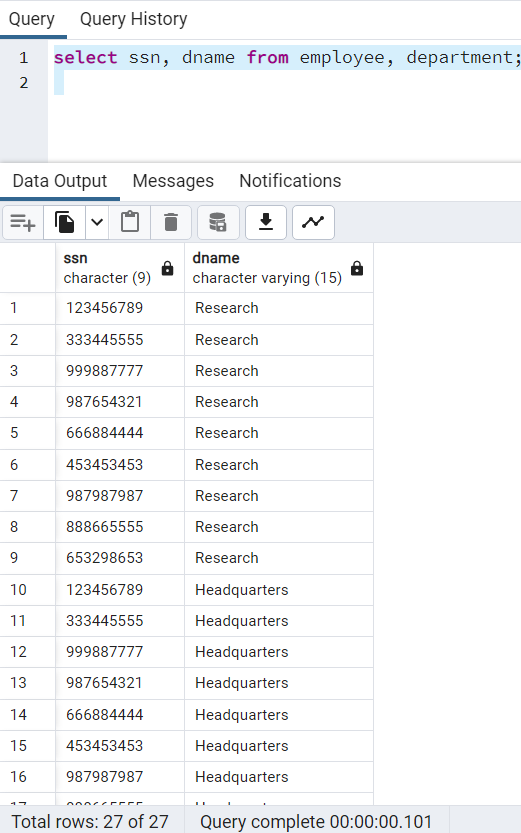 Query Query History
1 select ssn, dname from employee, department;
2
Data Output Messages Notifications
ssn dname
character (9) character varying (15)
1 123456789 Research
2 333445555 Research
3 999887777 Research
4 987654321 Research
5 666884444 Research
6 453453453 Research
7 987987987 Research
8 888665555 Research
9 653298653 Research
10 123456789 Headquarters
11 333445555 Headquarters
12 999887777 Headquarters
13 987654321 Headquarters
14 666884444 Headquarters
15 453453453 Headquarters
16 987987987 Headquarters
Total rows: 27 of 27 Query complete 00:00:00.101